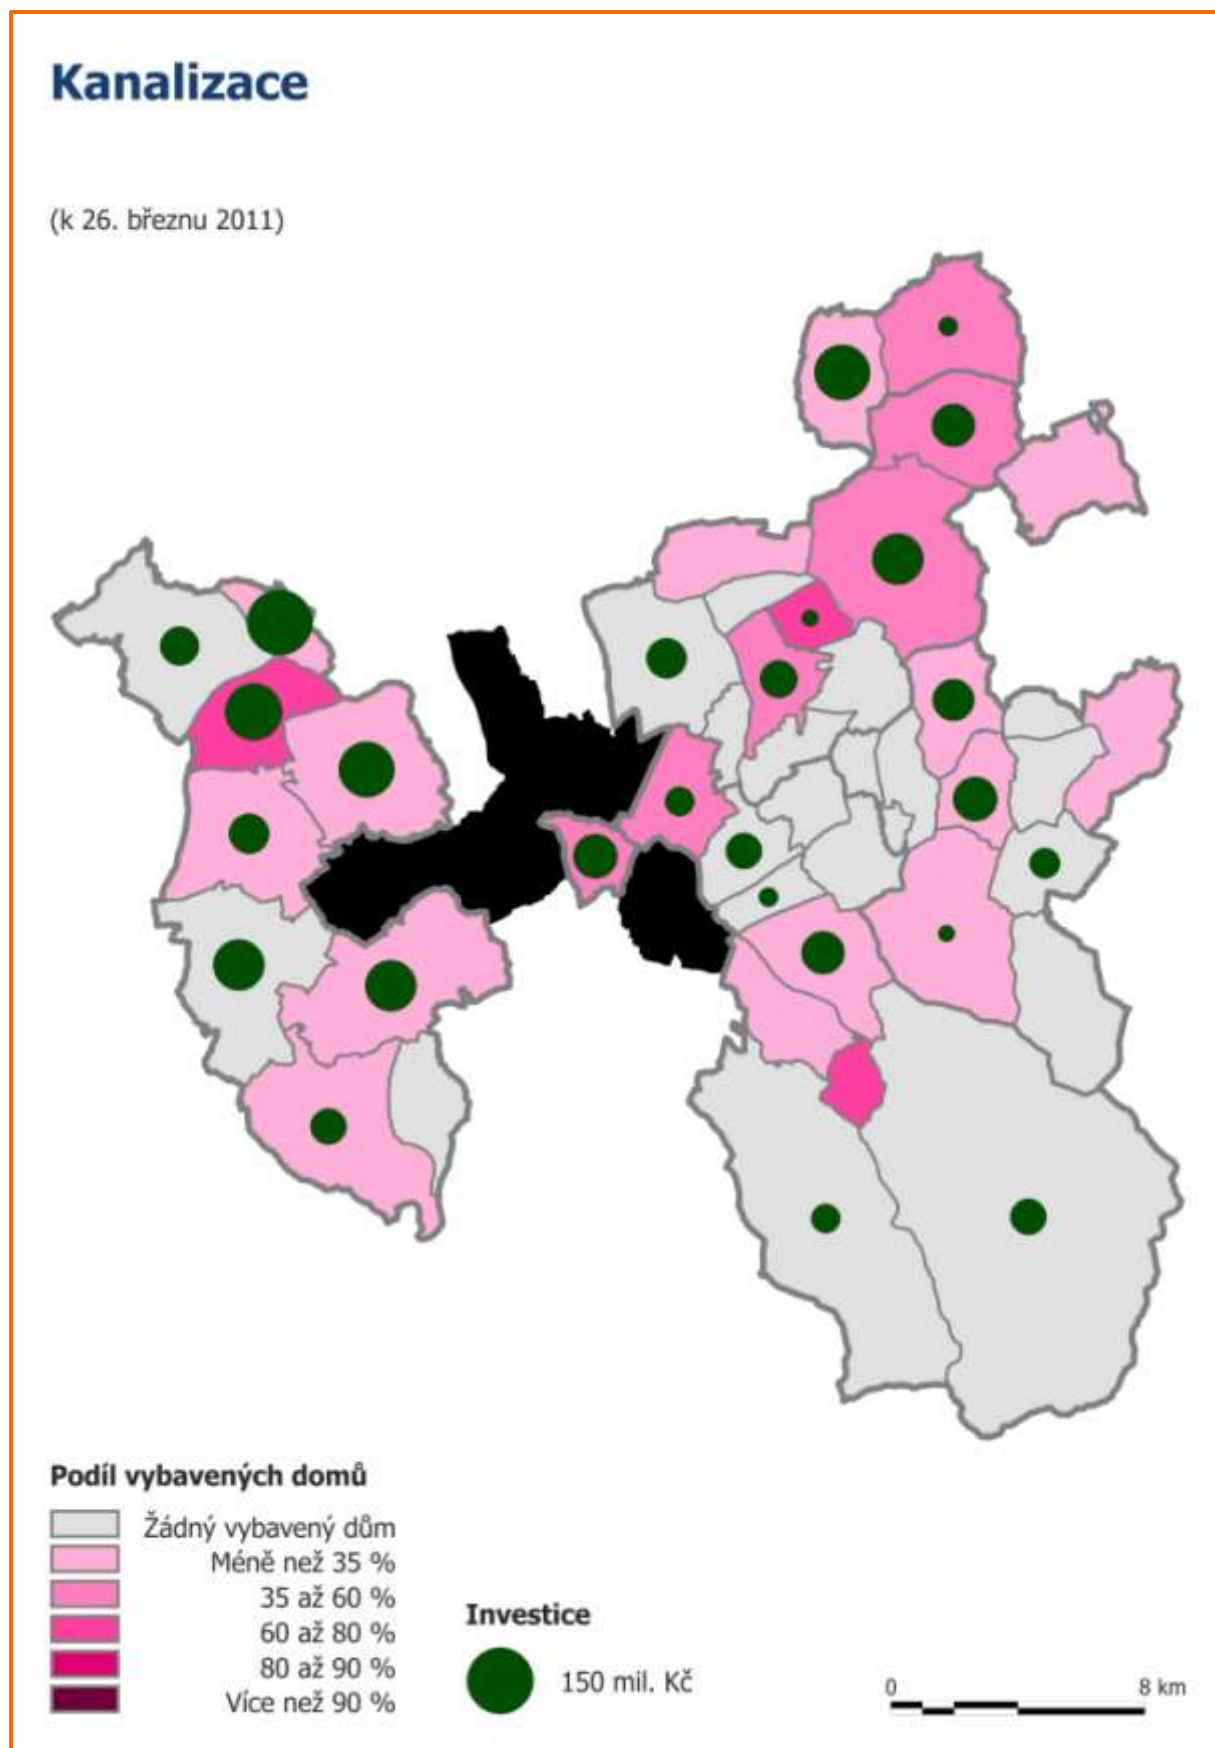 Kanalizace
(k 26. březnu 2011)
Podíl vybavených domů
Žádný vybavený dům
Méně než 35 %
35 až 60 %
60 až 80 %
80 až 90 %
Více než 90 %
Investice
150 mil. Kč
0 8 km